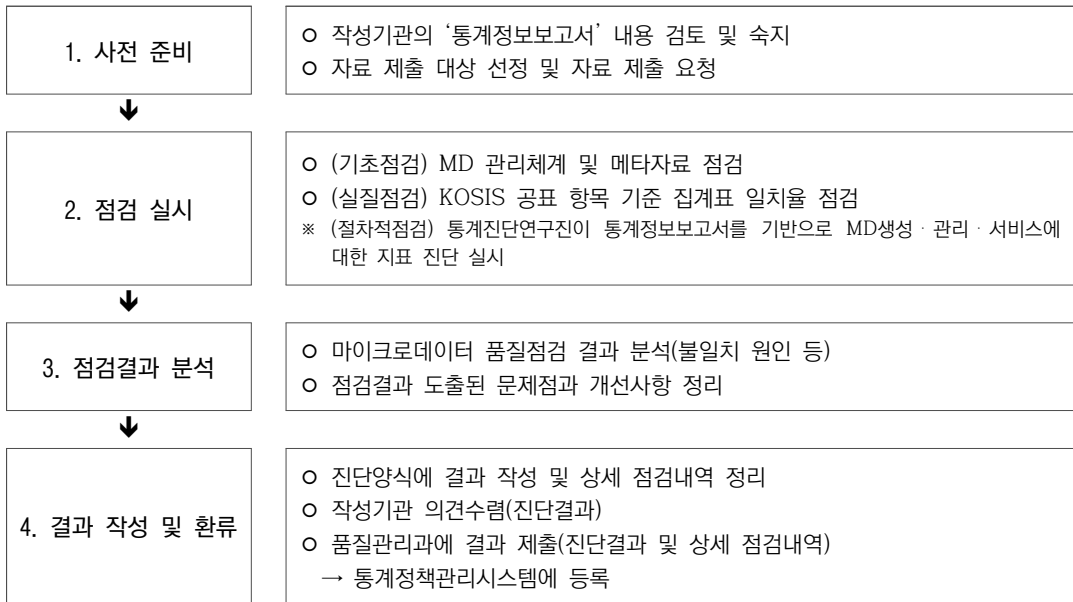 1. 사전 준비
ㅇ 작성기관의 ‘통계정보보고서’ 내용 검토 및 숙지
ㅇ 자료 제출 대상 선정 및 자료 제출 요청
🡻
2. 점검 실시
ㅇ (기초점검) MD 관리체계 및 메타자료 점검
ㅇ (실질점검) KOSIS 공표 항목 기준 집계표 일치율 점검
※ (절차적점검) 통계진단연구진이 통계정보보고서를 기반으로 MD생성 · 관리 · 서비스에
대한 지표 진단 실시
🡻
3. 점검결과 분석
ㅇ 마이크로데이터 품질점검 결과 분석(불일치 원인 등)
ㅇ 점검결과 도출된 문제점과 개선사항 정리
🡻
4. 결과 작성 및 환류
ㅇ 진단양식에 결과 작성 및 상세 점검내역 정리
ㅇ 작성기관 의견수렴(진단결과)
ㅇ 품질관리과에 결과 제출(진단결과 및 상세 점검내역)
→ 통계정책관리시스템에 등록